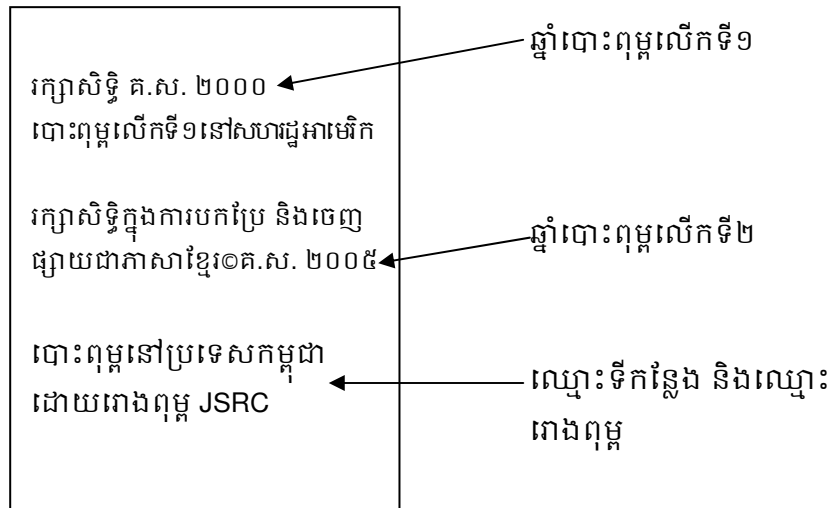 ឆ្នាំបោះពុម្ពលើកទី១
រក្សាសិទ្ធិ គ.ស. ២០០០
បោះពុម្ពលើកទី១នៅសហរដ្ឋអាមេរិក
រក្សាសិទ្ធិក្នុងការបកប្រែ និងចេញ
ផ្សាយជាភាសាខ្មែរ©គ.ស. ២០០៥
ឆ្នាំបោះពុម្ពលើកទី២
បោះពុម្ពនៅប្រទេសកម្ពុជា
ដោយរោងពុម្ព JSRC
ឈ្មោះទីកន្លែង និងឈ្មោះ
រោងពុម្ព